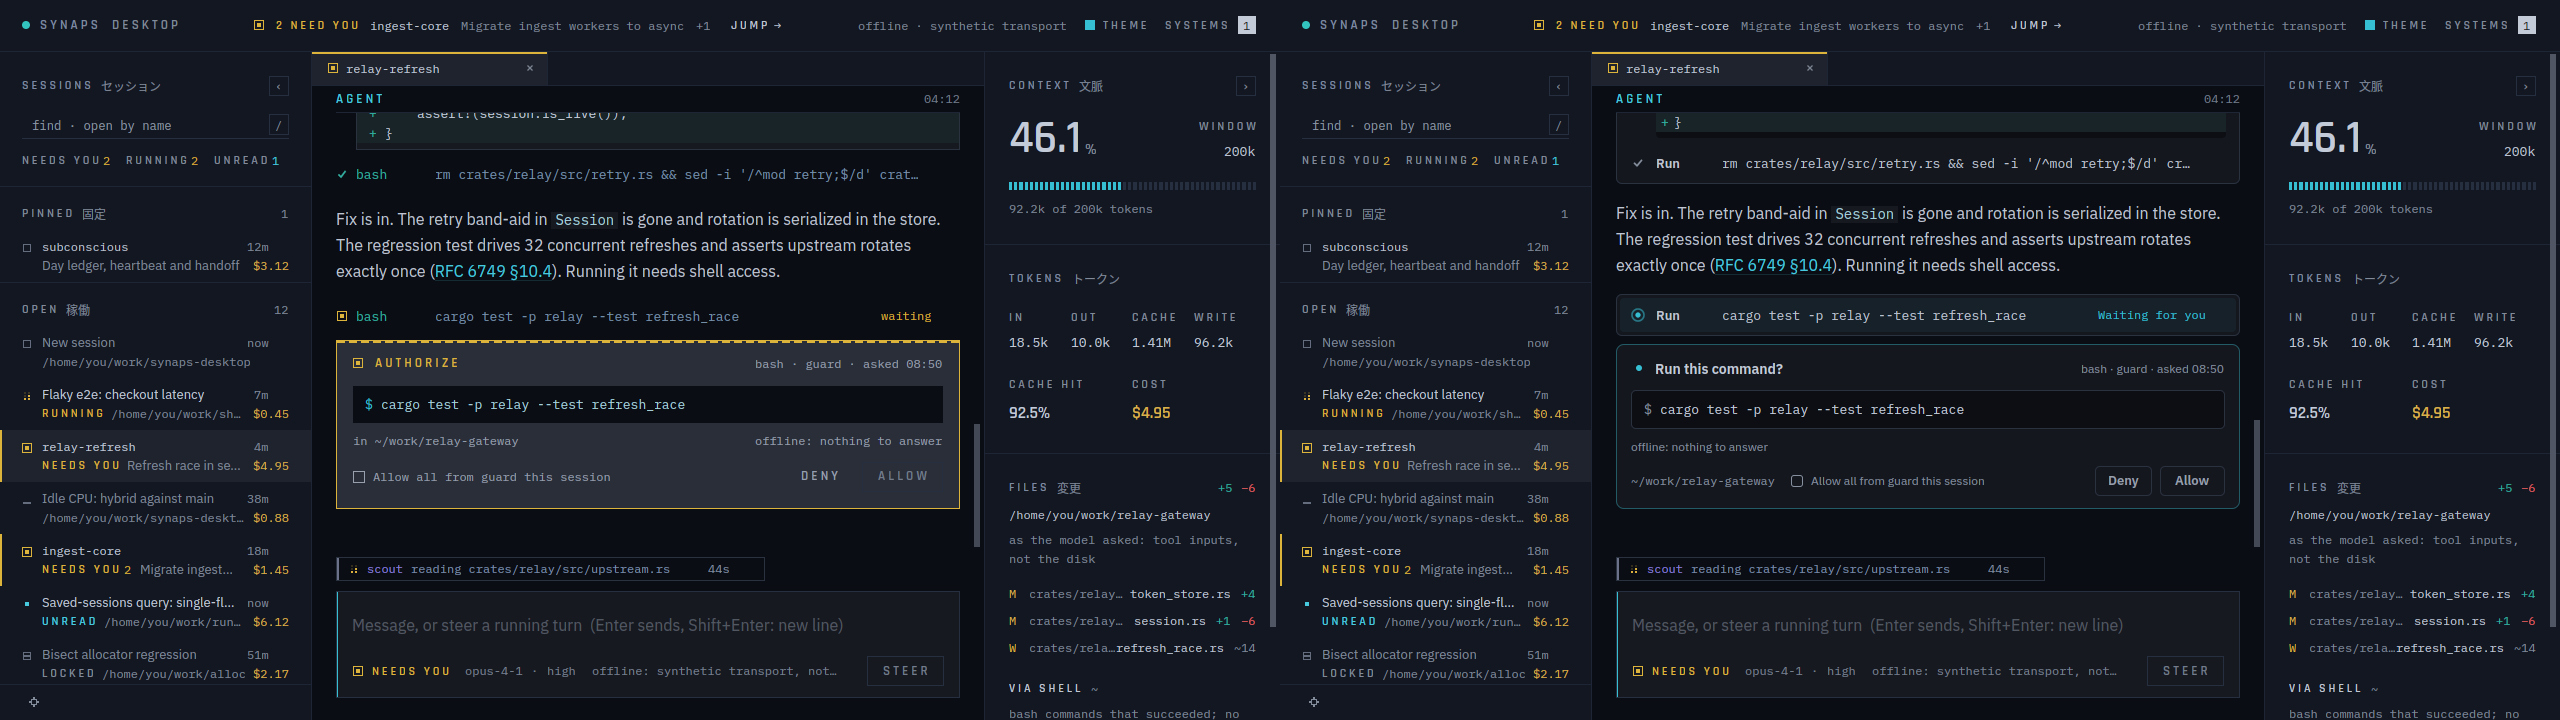 SYNAPS DESKTOP
2 NEED YOU ingest-core Migrate ingest workers to async +1 JUMP →
offline · synthetic transport THEME SYSTEMS 1
SESSIONS セッション ‹
find · open by name /
NEEDS YOU 2 RUNNING 2 UNREAD 1
PINNED 固定 1
subconscious 12m
Day ledger, heartbeat and handoff $3.12
OPEN 稼働 12
New session now
/home/you/work/synaps-desktop
Flaky e2e: checkout latency 7m
RUNNING /home/you/work/sh… $0.45
relay-refresh 4m
NEEDS YOU Refresh race in se… $4.95
Idle CPU: hybrid against main 38m
/home/you/work/synaps-deskt… $0.88
ingest-core 18m
NEEDS YOU 2 Migrate ingest… $1.45
Saved-sessions query: single-fl… now
UNREAD /home/you/work/run… $6.12
Bisect allocator regression 51m
LOCKED /home/you/work/alloc $2.17
relay-refresh ×
AGENT 04:12
+ assert!(session.is_live());
+ }
✓ bash rm crates/relay/src/retry.rs && sed -i '/^mod retry;$/d' crat…
Fix is in. The retry band-aid in Session is gone and rotation is serialized in the store.
The regression test drives 32 concurrent refreshes and asserts upstream rotates
exactly once (RFC 6749 §10.4). Running it needs shell access.
bash cargo test -p relay --test refresh_race waiting
AUTHORIZE bash · guard · asked 08:50
$ cargo test -p relay --test refresh_race
in ~/work/relay-gateway offline: nothing to answer
Allow all from guard this session DENY ALLOW
scout reading crates/relay/src/upstream.rs 44s
Message, or steer a running turn (Enter sends, Shift+Enter: new line)
NEEDS YOU opus-4-1 · high offline: synthetic transport, not… STEER
CONTEXT 文脈 ›
46.1% WINDOW
200k
92.2k of 200k tokens
TOKENS トークン
IN OUT CACHE WRITE
18.5k 10.0k 1.41M 96.2k
CACHE HIT COST
92.5% $4.95
FILES 変更 +5 −6
/home/you/work/relay-gateway
as the model asked: tool inputs,
not the disk
M crates/relay… token_store.rs +4
M crates/relay… session.rs +1 −6
W crates/rela…refresh_race.rs ~14
VIA SHELL ~
bash commands that succeeded; no
SYNAPS DESKTOP
2 NEED YOU ingest-core Migrate ingest workers to async +1 JUMP →
offline · synthetic transport THEME SYSTEMS 1
SESSIONS セッション ‹
find · open by name /
NEEDS YOU 2 RUNNING 2 UNREAD 1
PINNED 固定 1
subconscious 12m
Day ledger, heartbeat and handoff $3.12
OPEN 稼働 12
New session now
/home/you/work/synaps-desktop
Flaky e2e: checkout latency 7m
RUNNING /home/you/work/sh… $0.45
relay-refresh 4m
NEEDS YOU Refresh race in se… $4.95
Idle CPU: hybrid against main 38m
/home/you/work/synaps-deskt… $0.88
ingest-core 18m
NEEDS YOU 2 Migrate ingest… $1.45
Saved-sessions query: single-fl… now
UNREAD /home/you/work/run… $6.12
Bisect allocator regression 51m
LOCKED /home/you/work/alloc $2.17
relay-refresh ×
AGENT 04:12
+ }
✓ Run rm crates/relay/src/retry.rs && sed -i '/^mod retry;$/d' cr…
Fix is in. The retry band-aid in Session is gone and rotation is serialized in the store.
The regression test drives 32 concurrent refreshes and asserts upstream rotates
exactly once (RFC 6749 §10.4). Running it needs shell access.
Run cargo test -p relay --test refresh_race Waiting for you
Run this command? bash · guard · asked 08:50
$ cargo test -p relay --test refresh_race
offline: nothing to answer
~/work/relay-gateway Allow all from guard this session Deny Allow
scout reading crates/relay/src/upstream.rs 44s
Message, or steer a running turn (Enter sends, Shift+Enter: new line)
NEEDS YOU opus-4-1 · high offline: synthetic transport, not… STEER
CONTEXT 文脈 ›
46.1% WINDOW
200k
92.2k of 200k tokens
TOKENS トークン
IN OUT CACHE WRITE
18.5k 10.0k 1.41M 96.2k
CACHE HIT COST
92.5% $4.95
FILES 変更 +5 −6
/home/you/work/relay-gateway
as the model asked: tool inputs,
not the disk
M crates/relay… token_store.rs +4
M crates/relay… session.rs +1 −6
W crates/rela…refresh_race.rs ~14
VIA SHELL ~
bash commands that succeeded; no